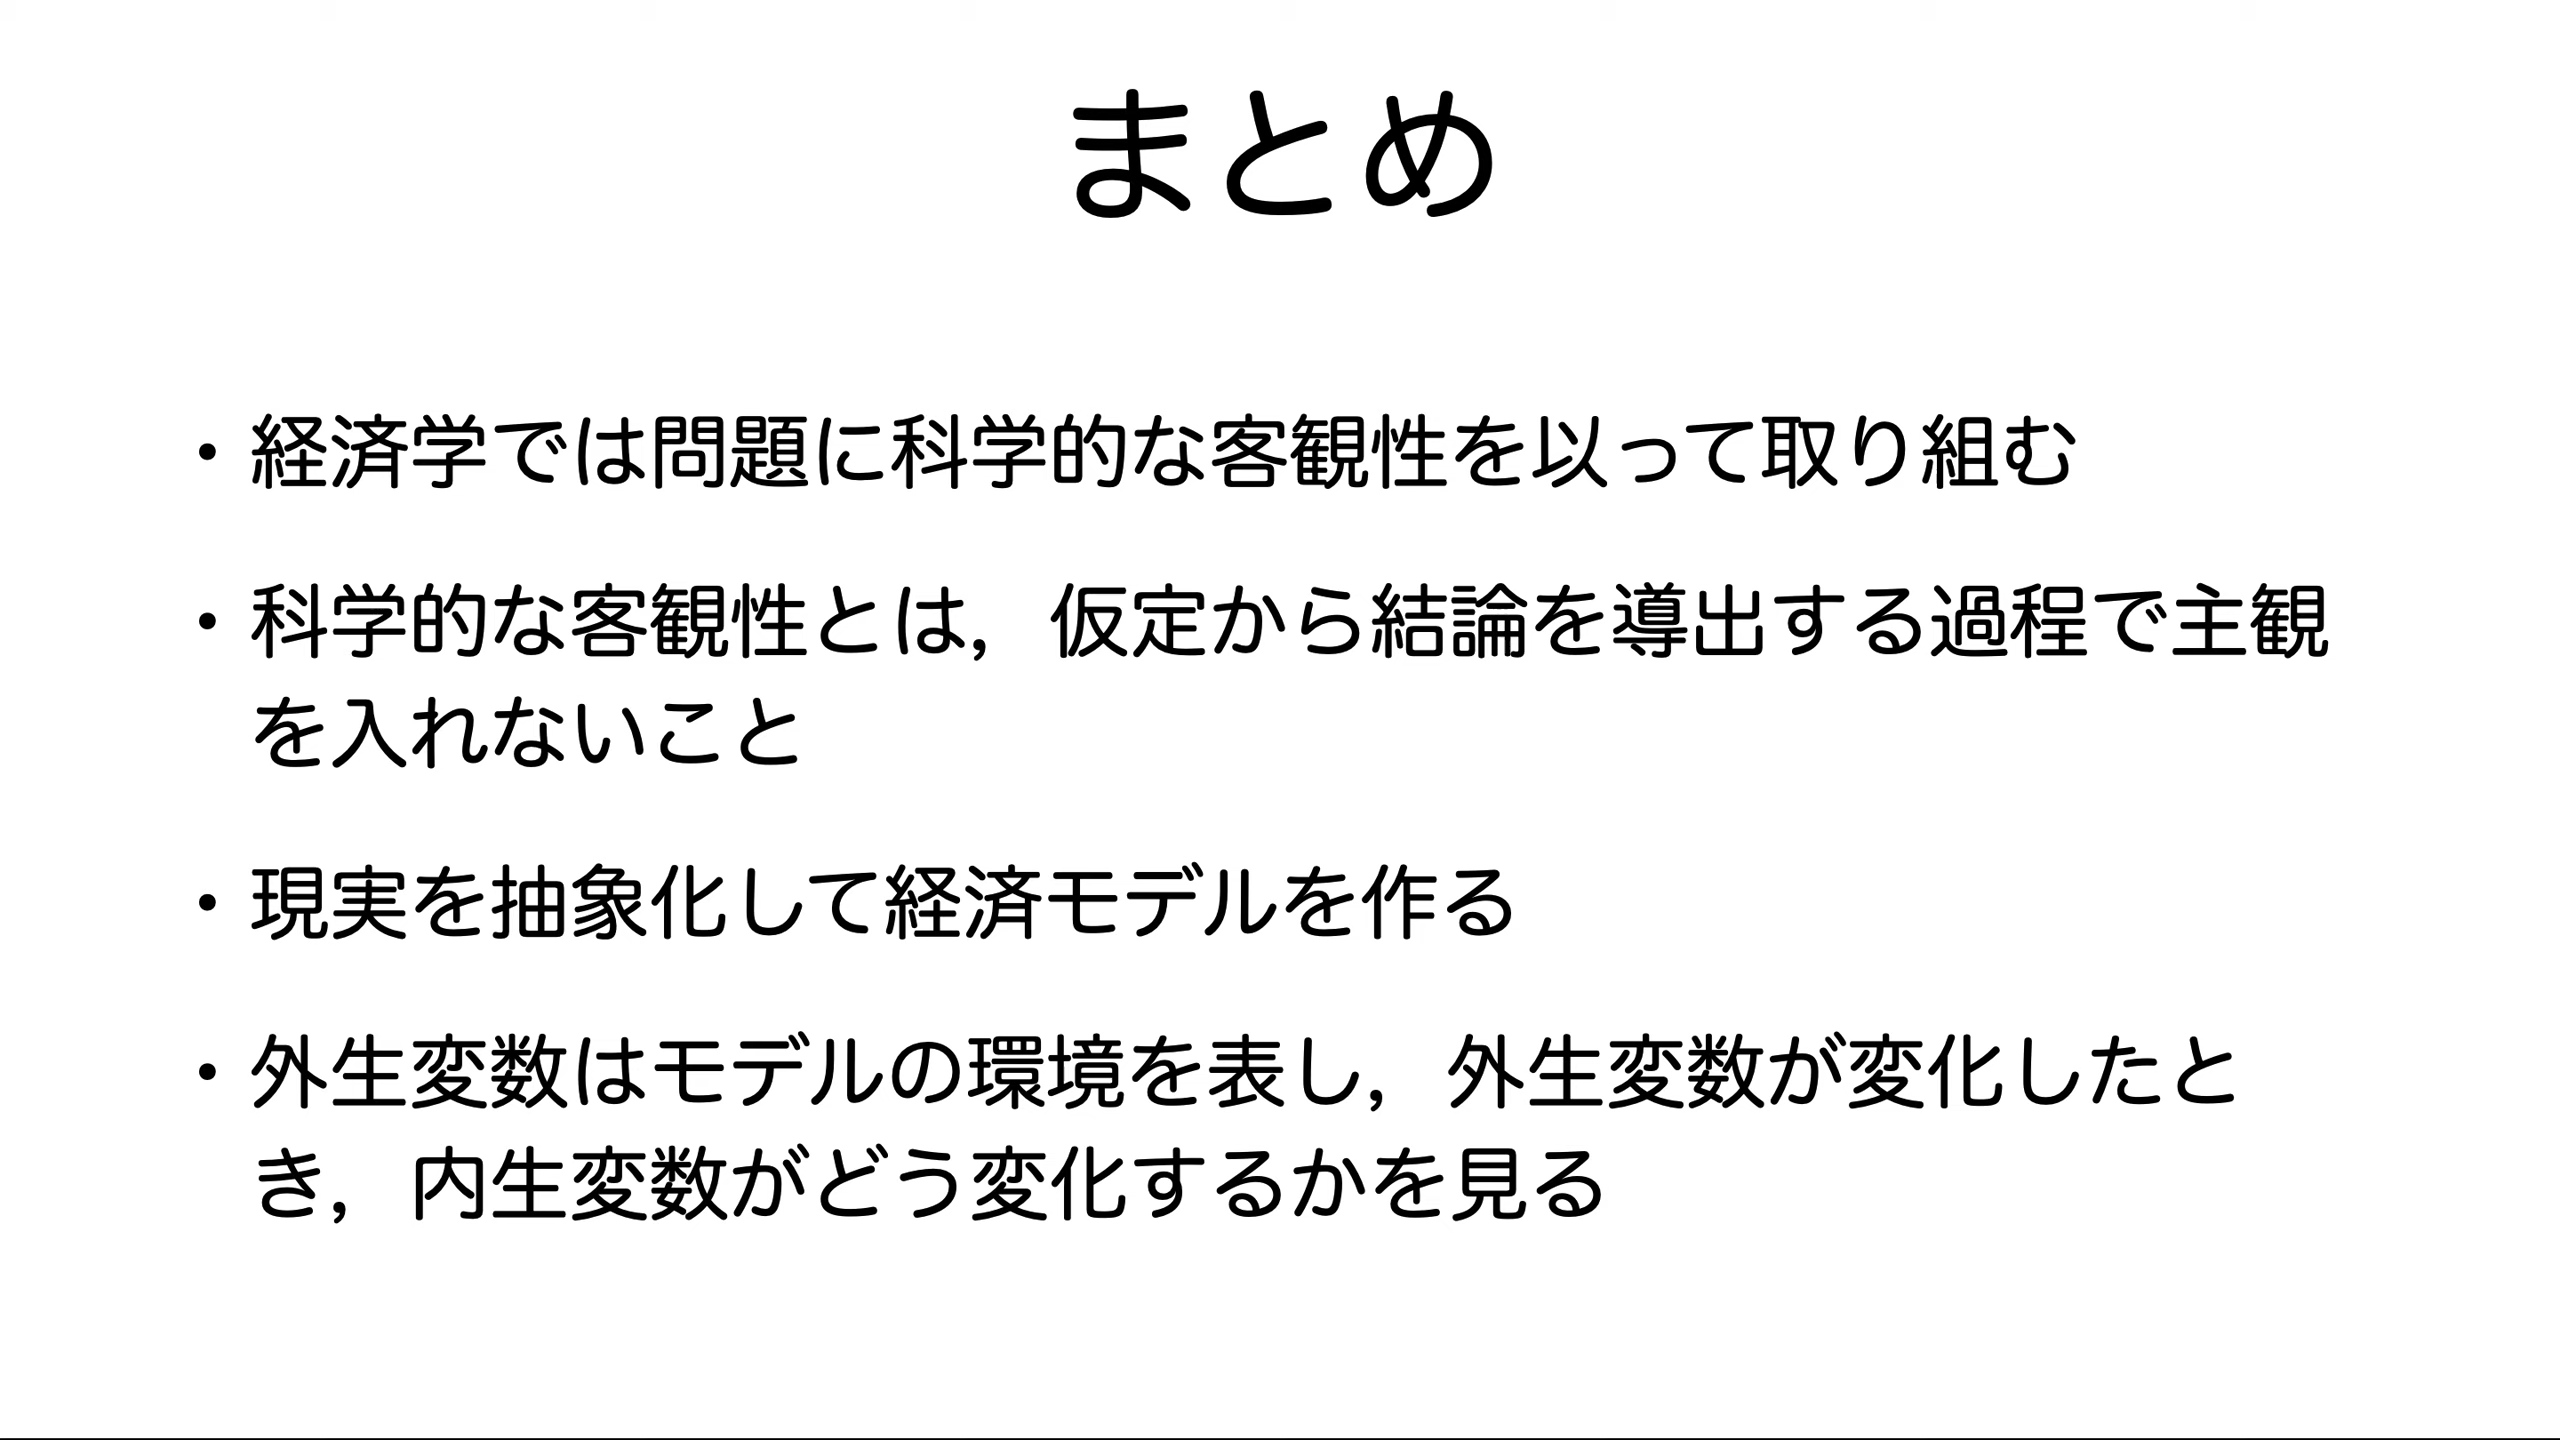 まとめ
• 経済学では問題に科学的な客観性を以って取り組む
• 科学的な客観性とは，仮定から結論を導出する過程で主観
を入れないこと
• 現実を抽象化して経済モデルを作る
• 外生変数はモデルの環境を表し，外生変数が変化したと
き，内生変数がどう変化するかを見る